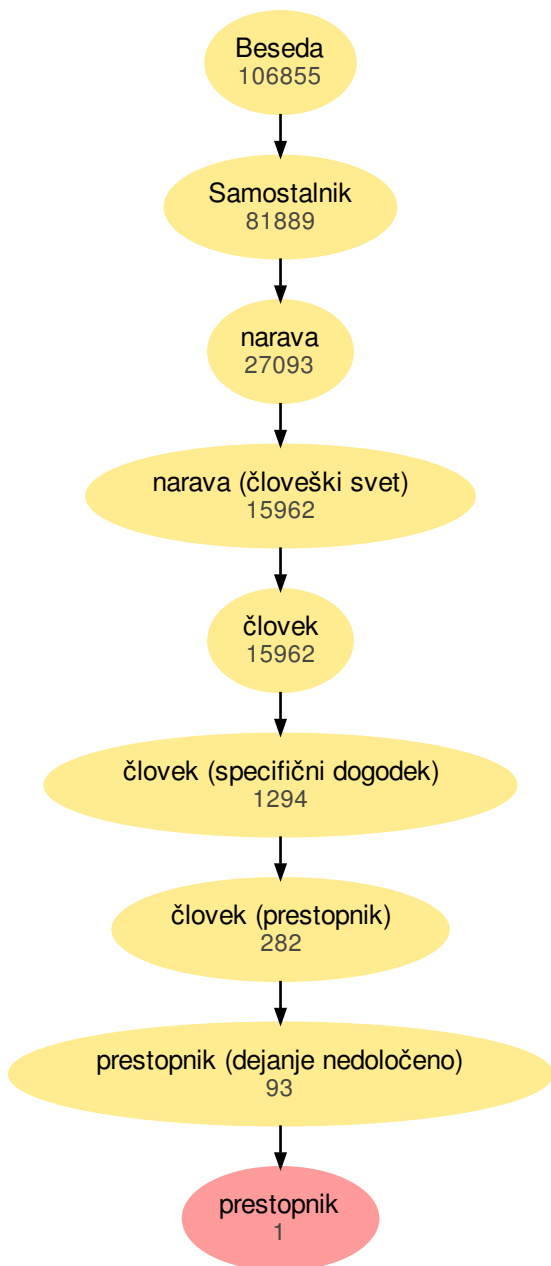 Beseda
106855
Samostalnik
81889
narava
27093
narava (človeški svet)
15962
človek
15962
človek (specifični dogodek)
1294
človek (prestopnik)
282
prestopnik (dejanje nedoločeno)
93
prestopnik
1